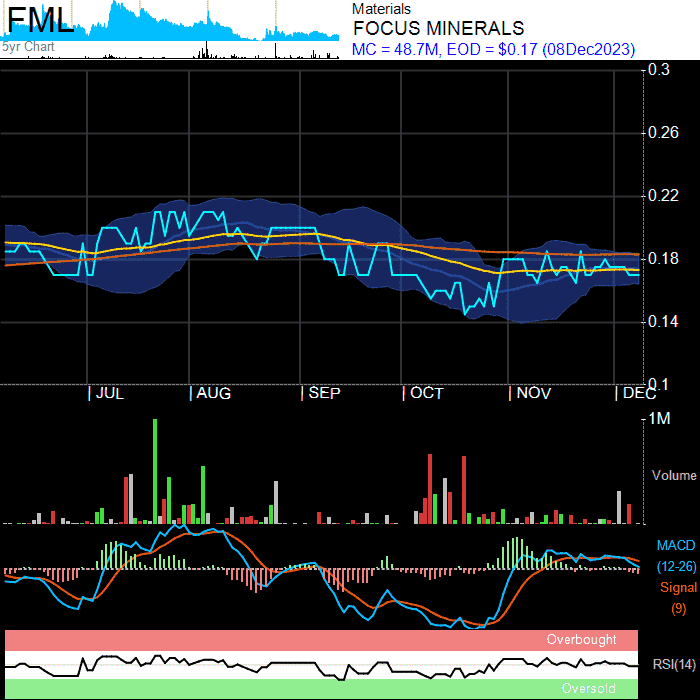 FML
5yr Chart
Materials
FOCUS MINERALS
MC = 48.7M, EOD = $0.17 (08Dec2023)
0.3
0.26
0.22
0.18
0.14
0.1
JUL
AUG
SEP
OCT
NOV
DEC
1M
Volume
MACD
(12-26)
Signal
(9)
Overbought
RSI(14)
Oversold